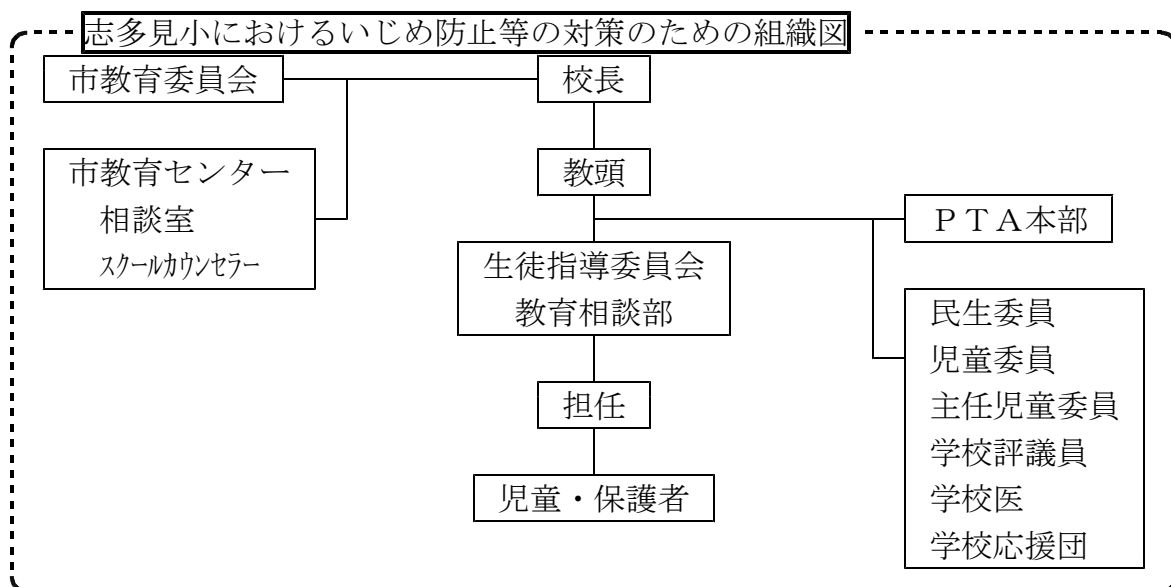 志多見小におけるいじめ防止等の対策のための組織図
市教育委員会
校長
市教育センター
相談室
スクールカウンセラー
教頭
ＰＴＡ本部
生徒指導委員会
教育相談部
民生委員
児童委員
主任児童委員
学校評議員
学校医
学校応援団
担任
児童・保護者